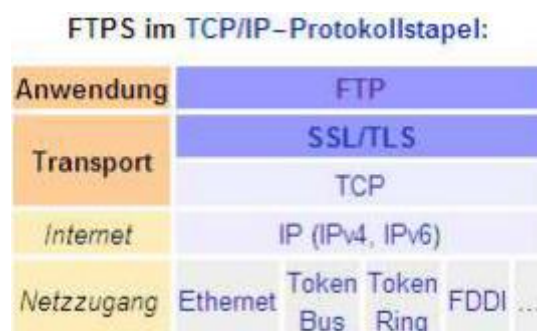 FTPS im TCP/IP-Protokollstapel:
Anwendung FTP
Transport SSL/TLS
TCP
Internet IP (IPv4, IPv6)
Netzzugang Ethernet Token Bus Token Ring FDDI ...